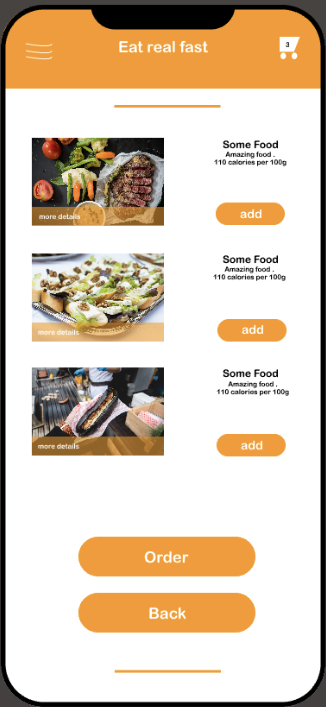 Eat real fast
3
Some Food
Amazing food .
110 calories per 100g
more details
add
Some Food
Amazing food .
110 calories per 100g
more details
add
Some Food
Amazing food .
110 calories per 100g
more details
add
Order
Back